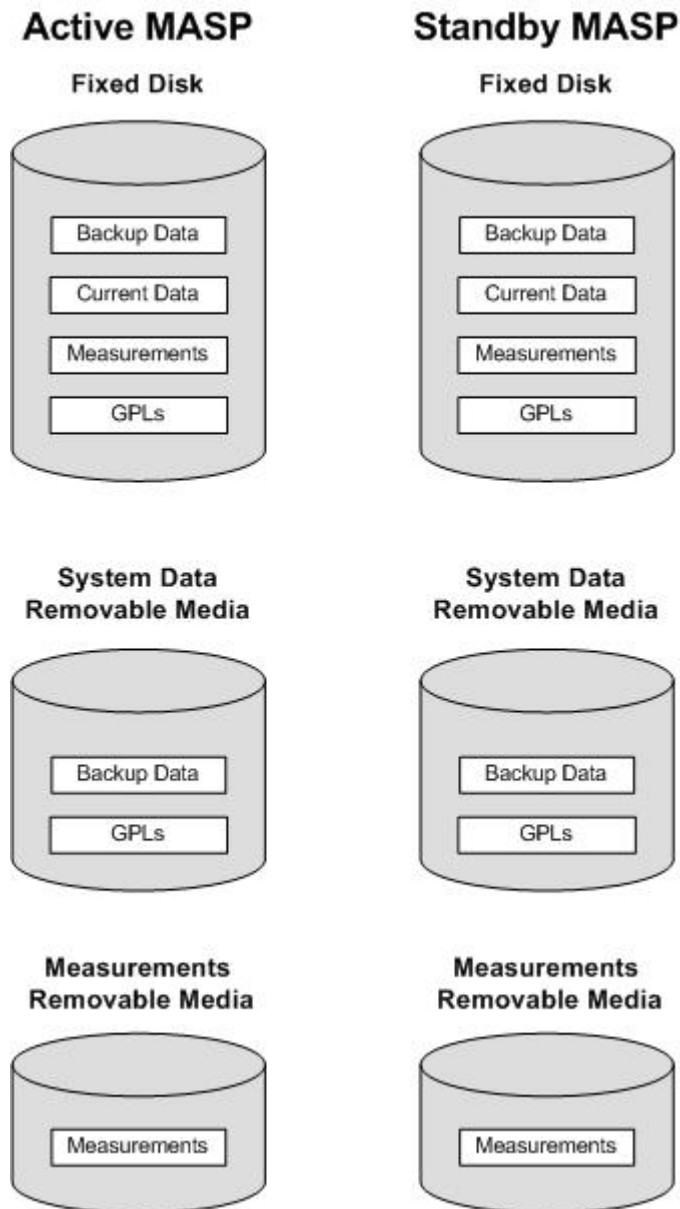 Active MASP
Fixed Disk
Backup Data
Current Data
Measurements
GPLs
System Data
Removable Media
Backup Data
GPLs
Measurements
Removable Media
Measurements
Standby MASP
Fixed Disk
Backup Data
Current Data
Measurements
GPLs
System Data
Removable Media
Backup Data
GPLs
Measurements
Removable Media
Measurements